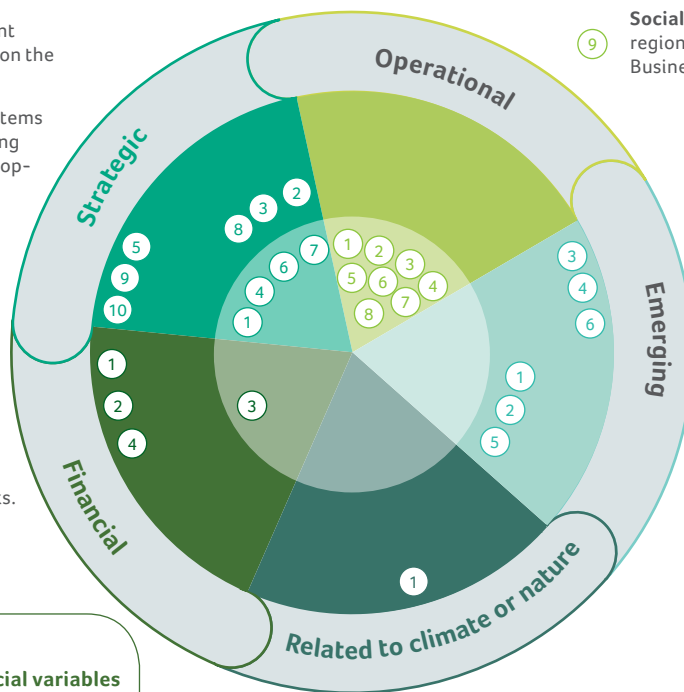 nt
on the
tems
ng
op-
s.
cial variables
9
Social
region
Busine
Operational
Strategic
Emerging
Financial
Related to climate or nature
2
3
8
5
9
10
7
6
4
1
1
2
3
5
6
4
7
8
3
4
6
1
2
5
1
2
4
3
1